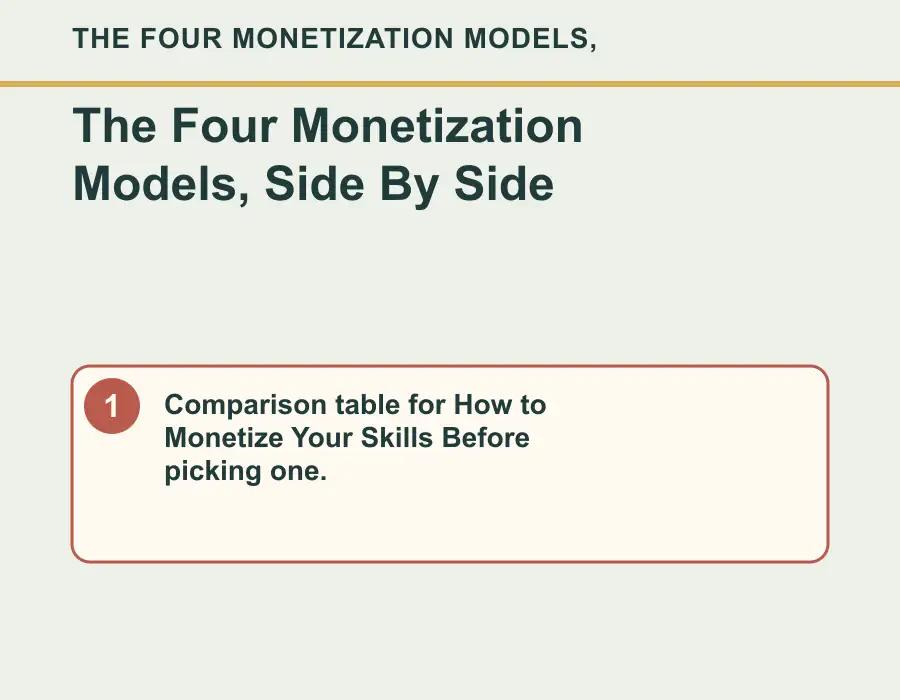 THE FOUR MONETIZATION MODELS,
The Four Monetization
Models, Side By Side
1
Comparison table for How to
Monetize Your Skills Before
picking one.